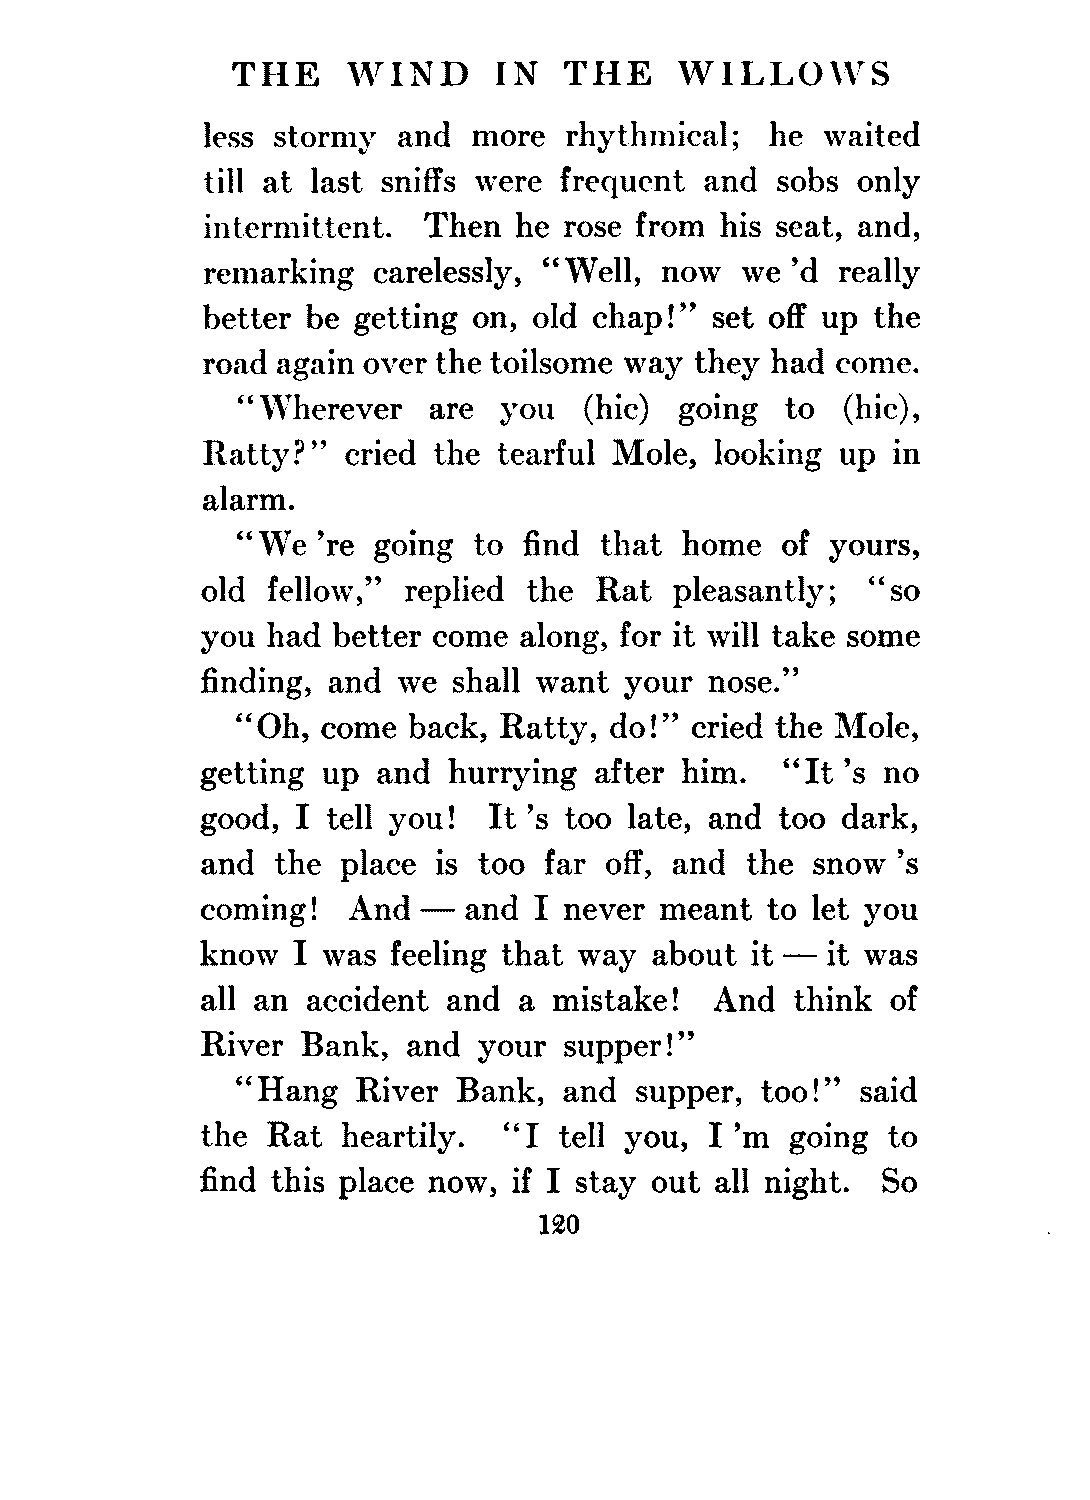 THE WIND IN THE WILLOWS
less stormy and more rhythmical; he waited
till at last sniffs were frequent and sobs only
intermittent. Then he rose from his seat, and,
remarking carelessly, "Well, now we 'd really
better be getting on, old chap!" set off up the
road again over the toilsome way they had come.
"Wherever are you (hic) going to (hic),
Ratty?" cried the tearful Mole, looking up in
alarm.
"We 're going to find that home of yours,
old fellow," replied the Rat pleasantly; "so
you had better come along, for it will take some
finding, and we shall want your nose."
"Oh, come back, Ratty, do!" cried the Mole,
getting up and hurrying after him. "It 's no
good, I tell you! It 's too late, and too dark,
and the place is too far off, and the snow 's
coming! And — and I never meant to let you
know I was feeling that way about it — it was
all an accident and a mistake! And think of
River Bank, and your supper!"
"Hang River Bank, and supper, too!" said
the Rat heartily. "I tell you, I 'm going to
find this place now, if I stay out all night. So
120